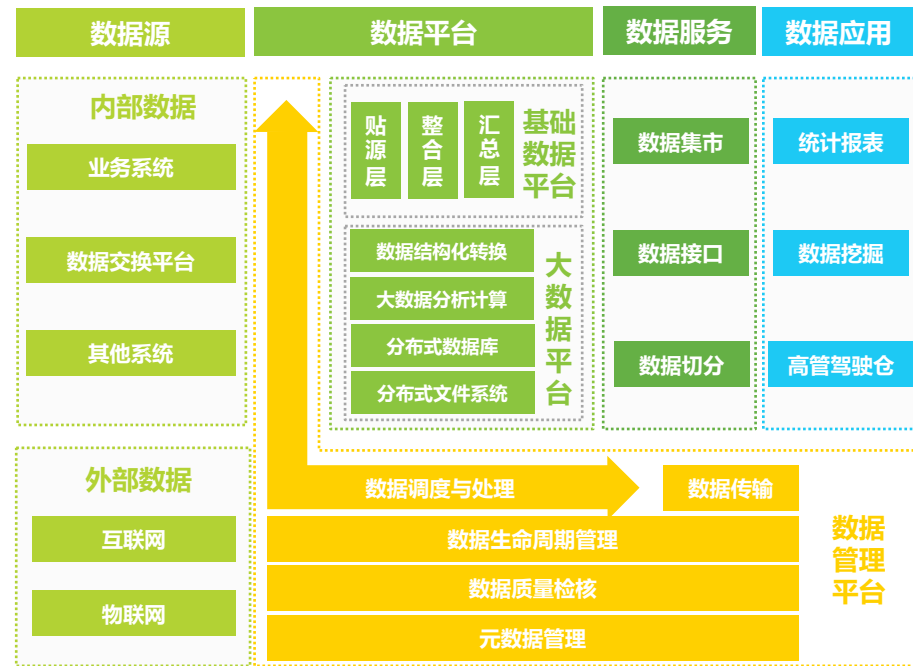 数据源
数据平台
数据服务
数据应用
内部数据
业务系统
数据交换平台
其他系统
外部数据
互联网
物联网
贴源层
整合层
汇总层
基础数据平台
数据结构化转换
大数据分析计算
分布式数据库
分布式文件系统
大数据平台
数据集市
数据接口
数据切分
统计报表
数据挖掘
高管驾驶仓
数据调度与处理
数据传输
数据生命周期管理
数据质量检核
元数据管理
数据管理平台